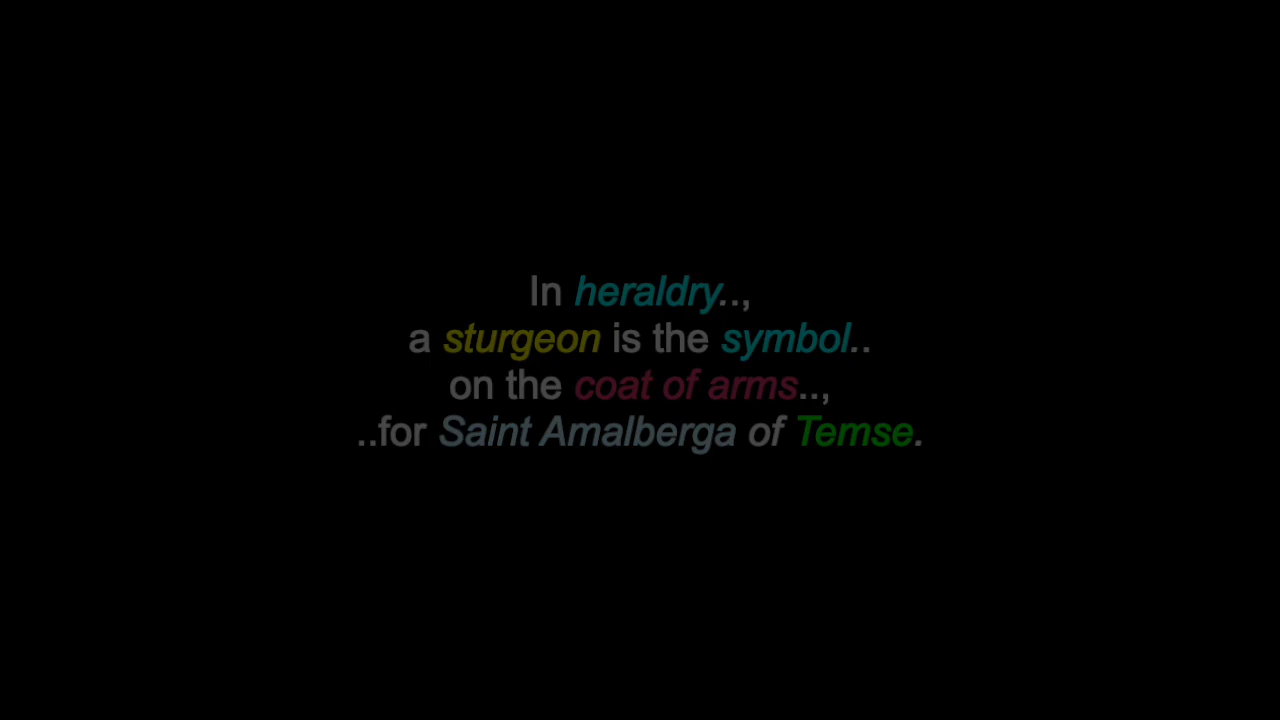 In heraldry..,
a sturgeon is the symbol..
on the coat of arms..,
..for Saint Amalberga of Temse.